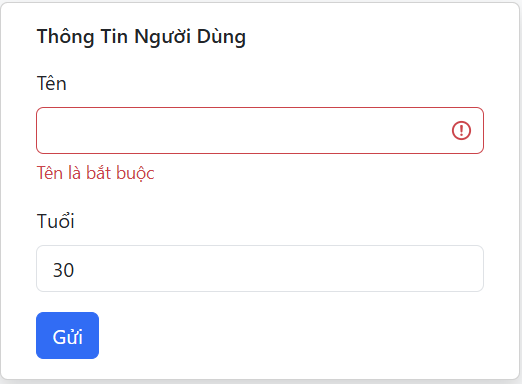 Thông Tin Người Dùng
Tên
Tên là bắt buộc
Tuổi
30
Gửi